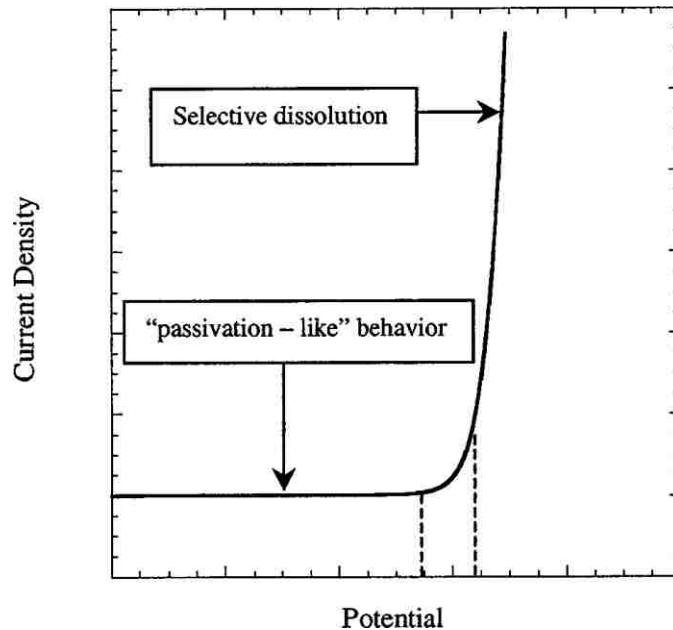 Selective dissolution
“passivation – like” behavior
Current Density
Potential